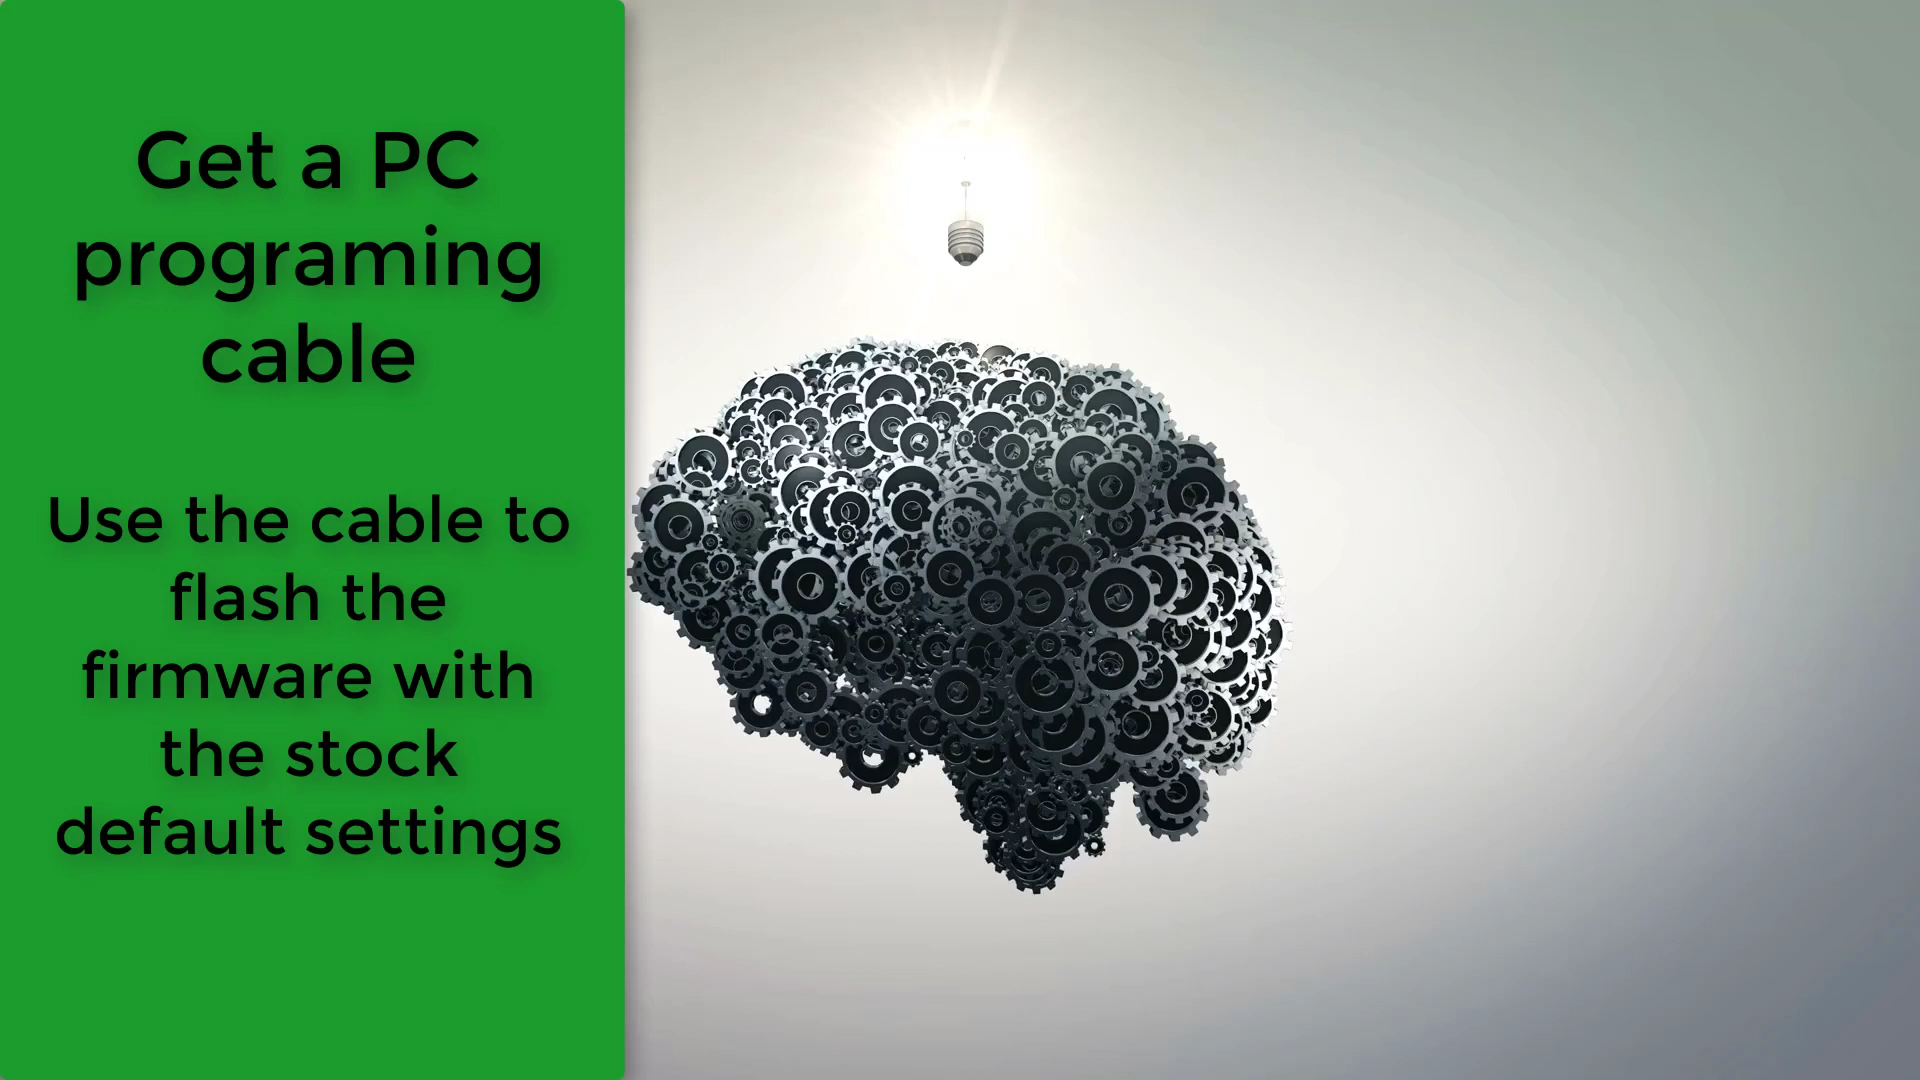 Get a PC
programing
cable
Use the cable to
flash the
firmware with
the stock
default settings